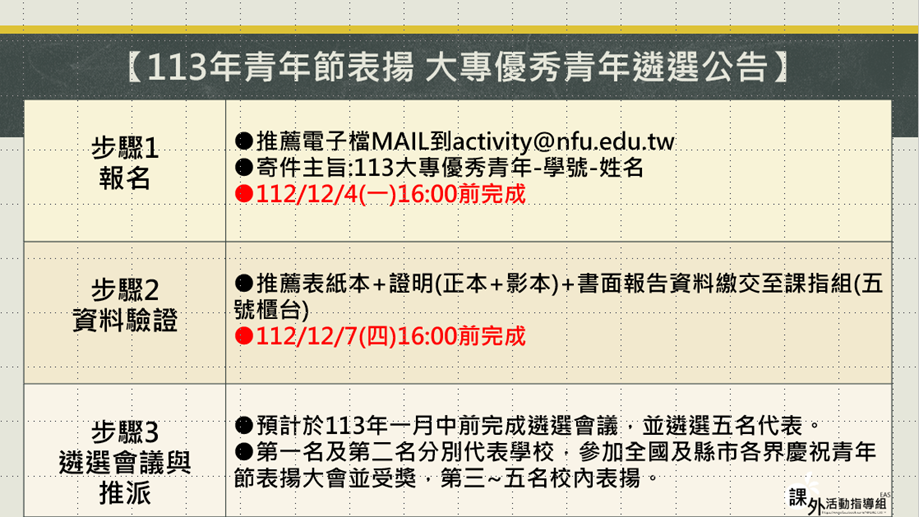 【113年青年節表揚 大專優秀青年遴選公告】
步驟1
報名
●推薦電子檔MAIL到activity@nfu.edu.tw
●寄件主旨:113大專優秀青年-學號-姓名
●112/12/4(一)16:00前完成
步驟2
資料驗證
●推薦表紙本+證明(正本+影本)+書面報告資料繳交至課指組(五
號櫃台)
●112/12/7(四)16:00前完成
步驟3
遴選會議與
推派
●預計於113年一月中前完成遴選會議，並遴選五名代表。
●第一名及第二名分別代表學校，參加全國及縣市各界慶祝青年
節表揚大會並受獎，第三~五名校內表揚。
課外活動指導組
EAS